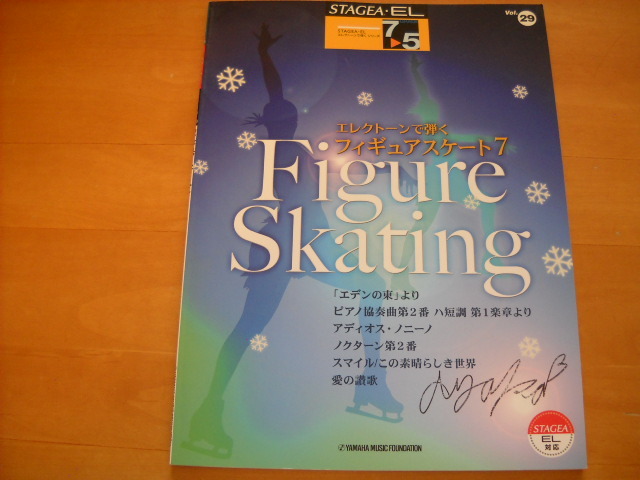 STAGEA・EL
7▶5
Vol. 29
エレクトーンで弾く
フィギュアスケート7
Figure
Skating
「エデンの東」より
ピアノ協奏曲第2番 ハ短調 第1楽章より
アディオス・ノニーノ
ノクターン第2番
スマイル/この素晴らしき世界
愛の讃歌
STAGEA
EL
対応
YAMAHA MUSIC FOUNDATION